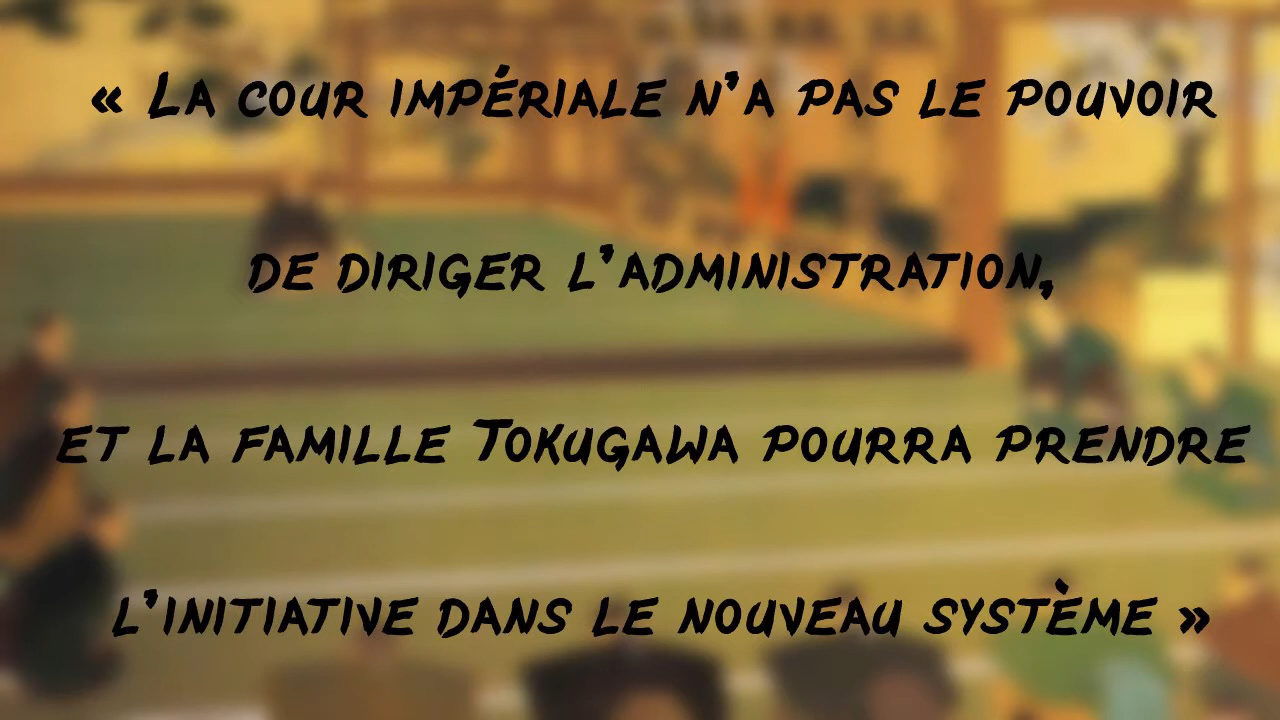 « La cour impériale n'a pas le pouvoir
de diriger l'administration,
et la famille Tokugawa pourra prendre
l'initiative dans le nouveau système »